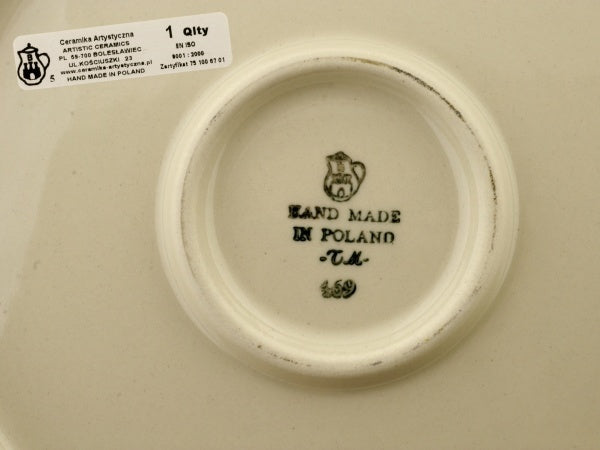 Ceramika Artystyczna
ARTISTIC CERAMICS
PL 59-700 BOLESŁAWIEC
UL.KOŚCIUSZKI 23
www.ceramika-artystyczna.pl
HAND MADE IN POLAND
5
B
1 Qlty
EN ISO
9001 : 2000
Zertyfikat 75 100 67 01
B
HAND MADE
IN POLAND
-T.M-